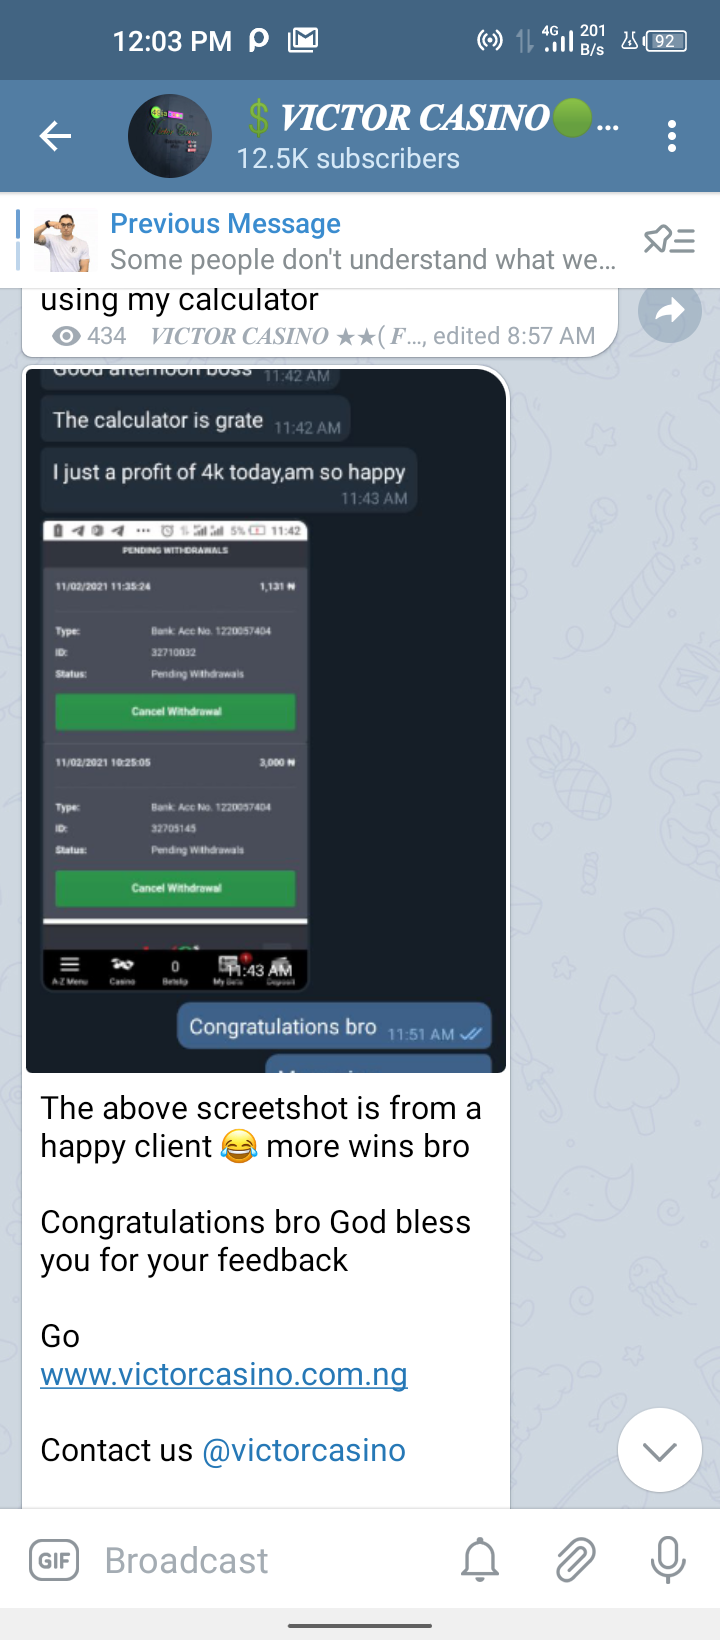 12:03 PM
4G
201 B/s
92
$ VICTOR CASINO ...
12.5K subscribers
Previous Message
Some people don't understand what we...
using my calculator
434 VICTOR CASINO ★★( F..., edited 8:57 AM
Good afternoon boss 11:42 AM
The calculator is grate 11:42 AM
I just a profit of 4k today,am so happy
11:43 AM
5% 11:42
PENDING WITHDRAWALS
11/02/2021 11:35:24 1,131 ₦
Type: Bank: Acc No. 1220057404
ID: 32710032
Status: Pending Withdrawals
Cancel Withdrawal
11/02/2021 10:25:05 3,000 ₦
Type: Bank: Acc No. 1220057404
ID: 32705145
Status: Pending Withdrawals
Cancel Withdrawal
0
11:43 AM
A-Z Menu Casino Betslip My Bets Deposit
Congratulations bro 11:51 AM
The above screetshot is from a
happy client 😂 more wins bro
Congratulations bro God bless
you for your feedback
Go
www.victorcasino.com.ng
Contact us @victorcasino
GIF Broadcast